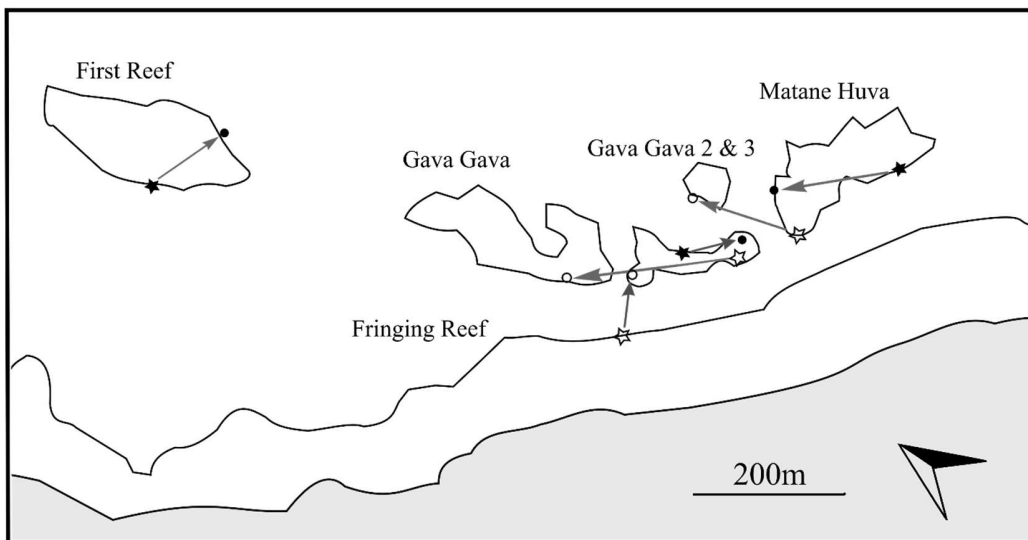 First Reef
Matane Huva
Gava Gava 2 & 3
Gava Gava
Fringing Reef
200m